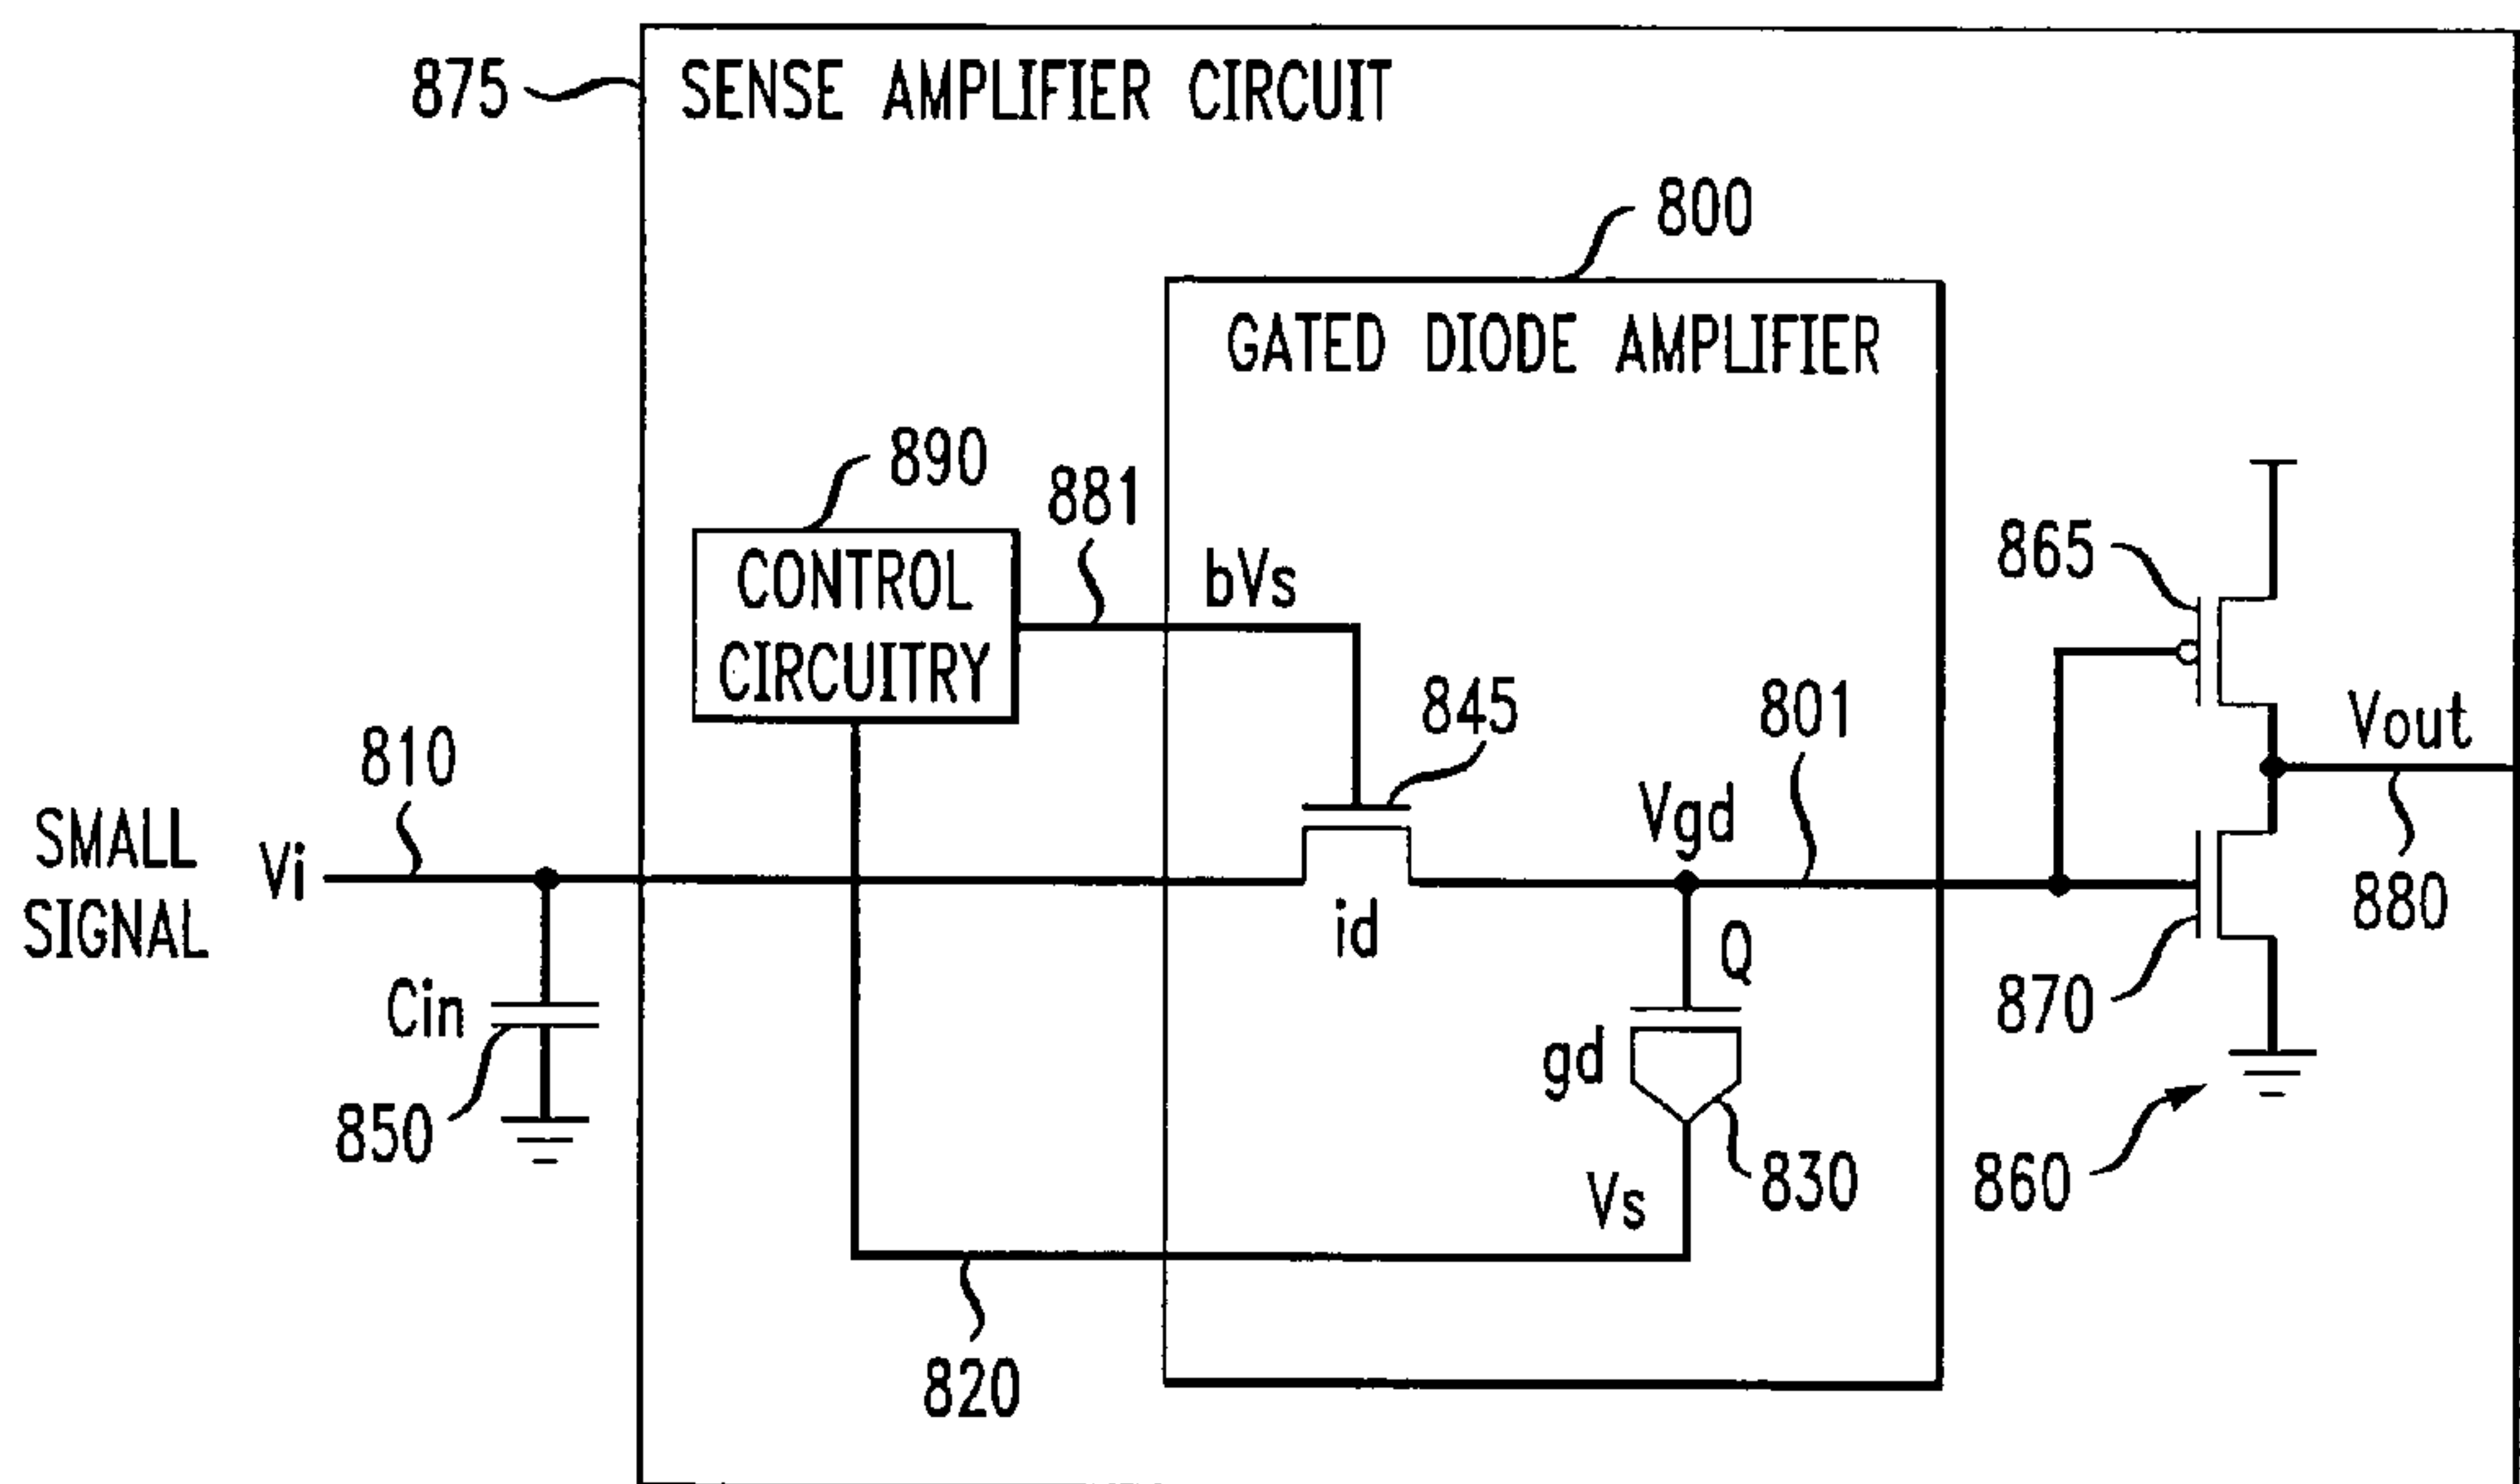 875
SENSE AMPLIFIER CIRCUIT
800
GATED DIODE AMPLIFIER
890
881
CONTROL
CIRCUITRY
bVs
865
845
801
810
Vout
SMALL
SIGNAL
Vi
Vgd
id
Q
880
Cin
870
gd
850
830
860
Vs
820